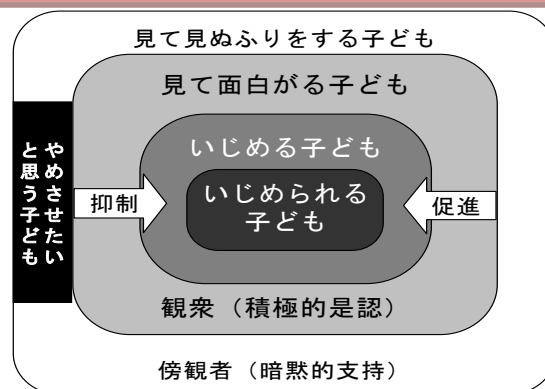 見て見ぬふりをする子ども
見て面白がる子ども
いじめる子ども
いじめられる
子ども
やめさせたい
と思う子ども
抑制
促進
観衆（積極的是認）
傍観者（暗黙的支持）